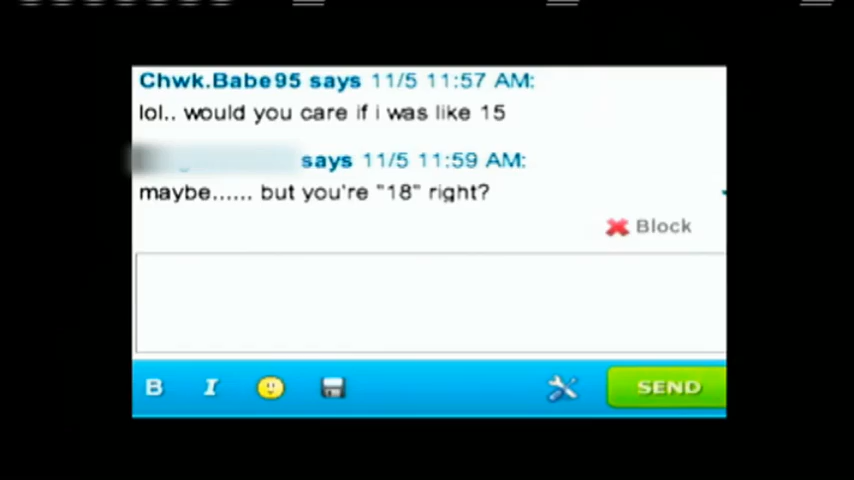 Chwk.Babe95 says 11/5 11:57 AM:
lol.. would you care if i was like 15
says 11/5 11:59 AM:
maybe...... but you're "18" right?
Block
B I SEND